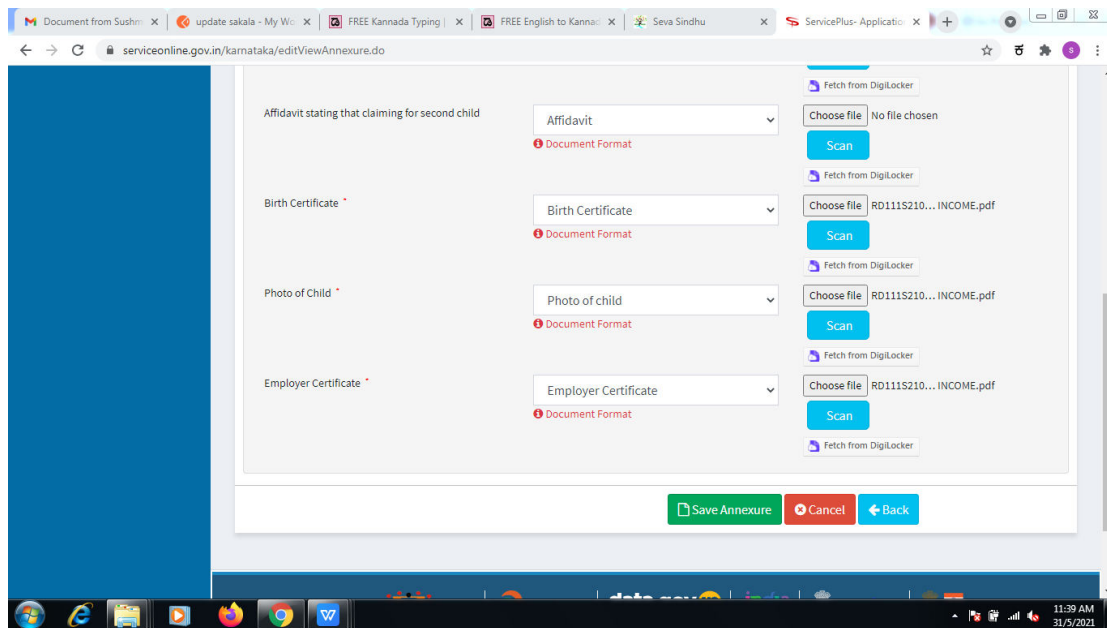 Document from Sushm
update sakala - My Wo
FREE Kannada Typing |
FREE English to Kannad
Seva Sindhu
ServicePlus- Applicatio
serviceonline.gov.in/karnataka/editViewAnnexure.do
ಕ
S
Fetch from DigiLocker
Affidavit stating that claiming for second child
Affidavit
Choose file No file chosen
Document Format
Scan
Fetch from DigiLocker
Birth Certificate *
Birth Certificate
Choose file RD111S210... INCOME.pdf
Document Format
Scan
Fetch from DigiLocker
Photo of Child *
Photo of child
Choose file RD111S210... INCOME.pdf
Document Format
Scan
Fetch from DigiLocker
Employer Certificate *
Employer Certificate
Choose file RD111S210... INCOME.pdf
Document Format
Scan
Fetch from DigiLocker
Save Annexure
Cancel
Back
11:39 AM
31/5/2021